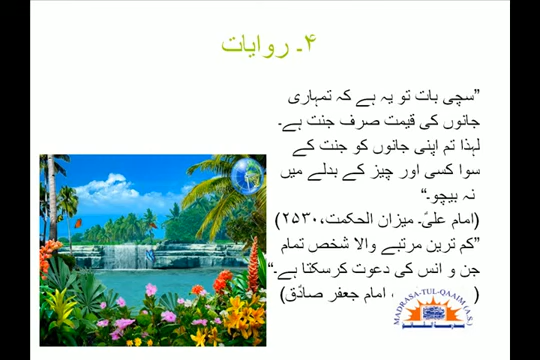 ۴۔ روایات
”سچی بات تو یہ ہے کہ تمہاری
جانوں کی قیمت صرف جنت ہے۔
لہذا تم اپنی جانوں کو جنت کے
سوا کسی اور چیز کے بدلے میں
نہ بیچو۔“
(امام علیؑ۔ میزان الحکمت،۲۵۳۰)
”کم ترین مرتبے والا شخص تمام
جن و انس کی دعوت کرسکتا ہے۔“
امام جعفر صادقؑ)
MADRASA-TUL-QAAIM (A.S.)